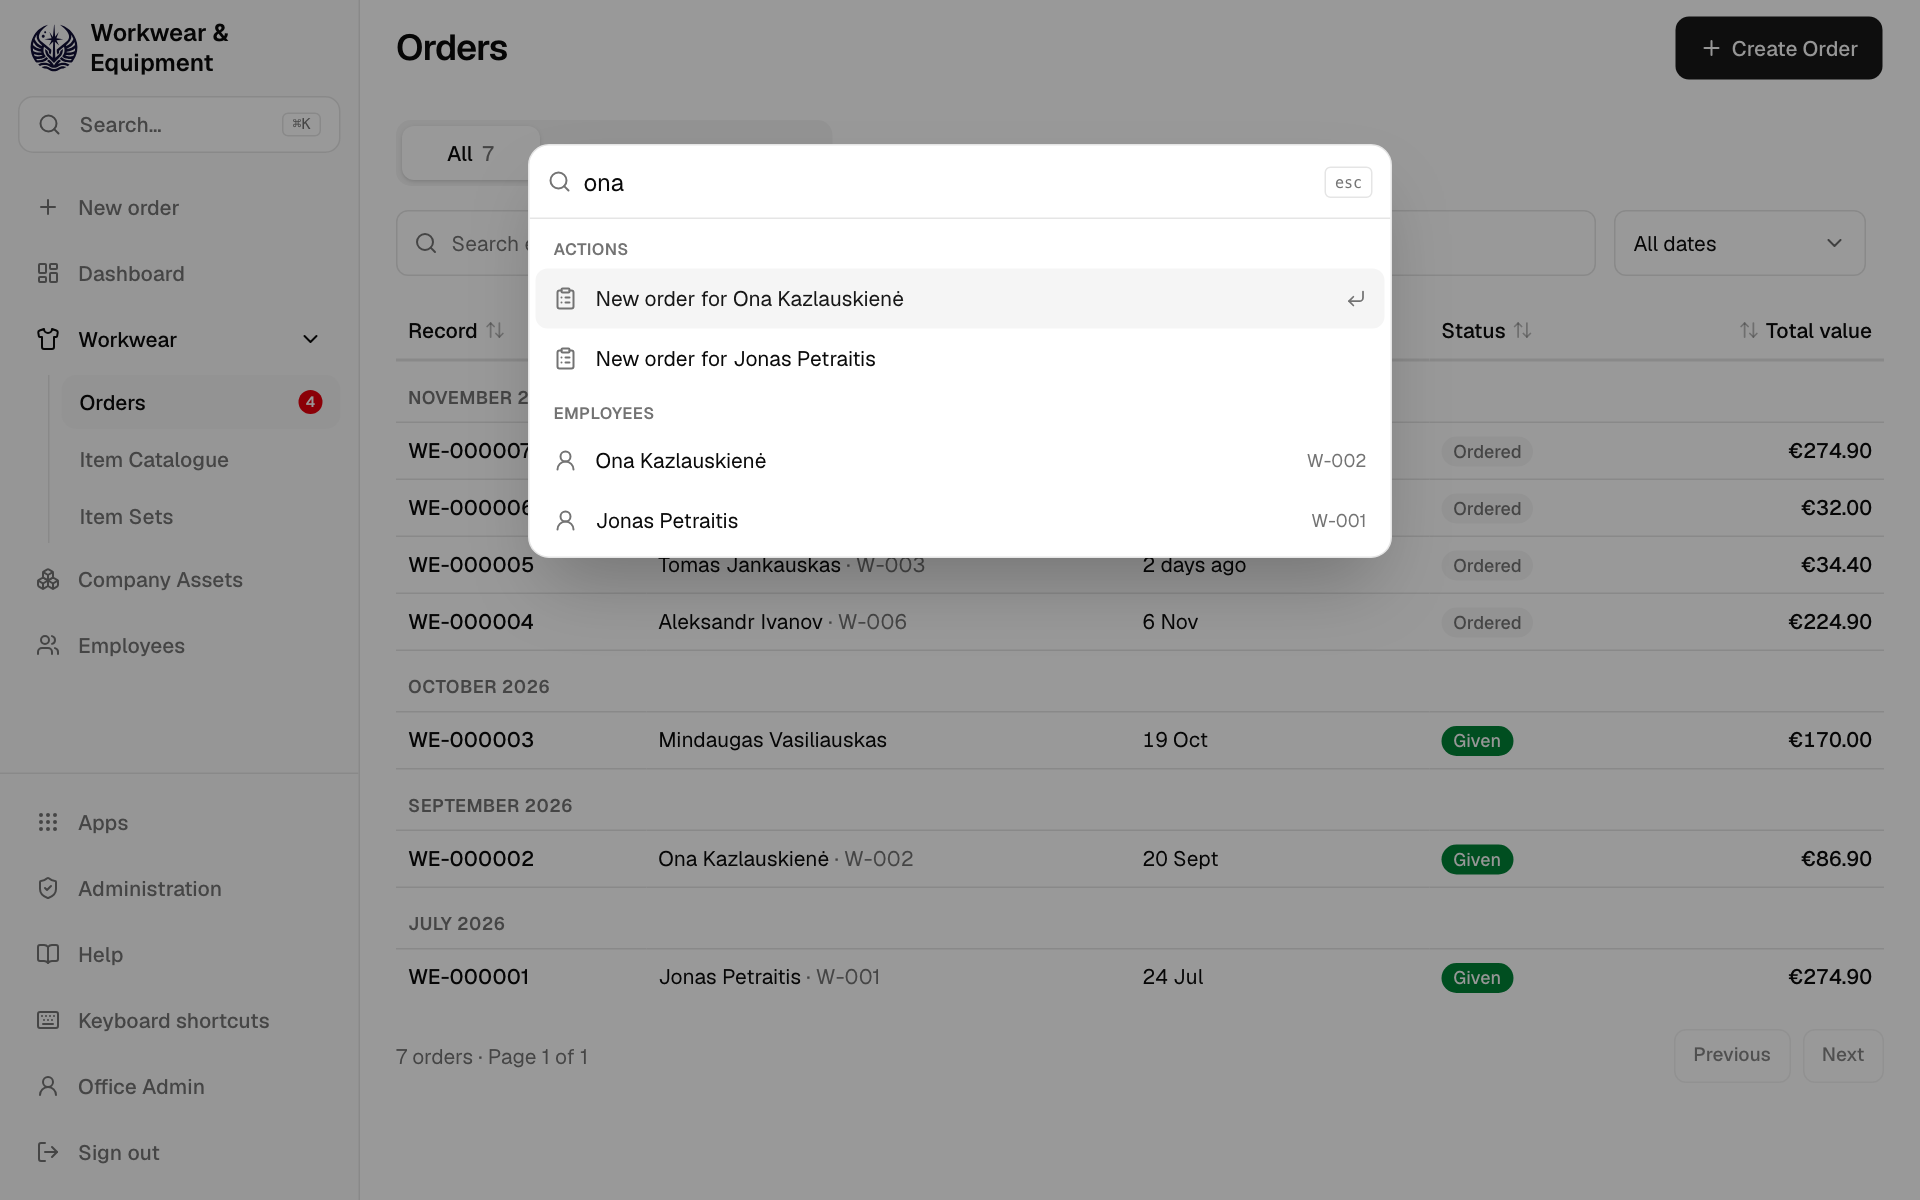 Workwear &
Equipment
Search...
⌘K
New order
Dashboard
Workwear
Orders
4
Item Catalogue
Item Sets
Company Assets
Employees
Apps
Administration
Help
Keyboard shortcuts
Office Admin
Sign out
Orders
Create Order
All 7
Search
All dates
ona
esc
ACTIONS
New order for Ona Kazlauskienė
New order for Jonas Petraitis
EMPLOYEES
Ona Kazlauskienė W-002
Jonas Petraitis W-001
Record Status Total value
NOVEMBER
WE-000007 Ordered €274.90
WE-000006 Ordered €32.00
WE-000005 Tomas Jankauskas · W-003 2 days ago Ordered €34.40
WE-000004 Aleksandr Ivanov · W-006 6 Nov Ordered €224.90
OCTOBER 2026
WE-000003 Mindaugas Vasiliauskas 19 Oct Given €170.00
SEPTEMBER 2026
WE-000002 Ona Kazlauskienė · W-002 20 Sept Given €86.90
JULY 2026
WE-000001 Jonas Petraitis · W-001 24 Jul Given €274.90
7 orders · Page 1 of 1
Previous
Next